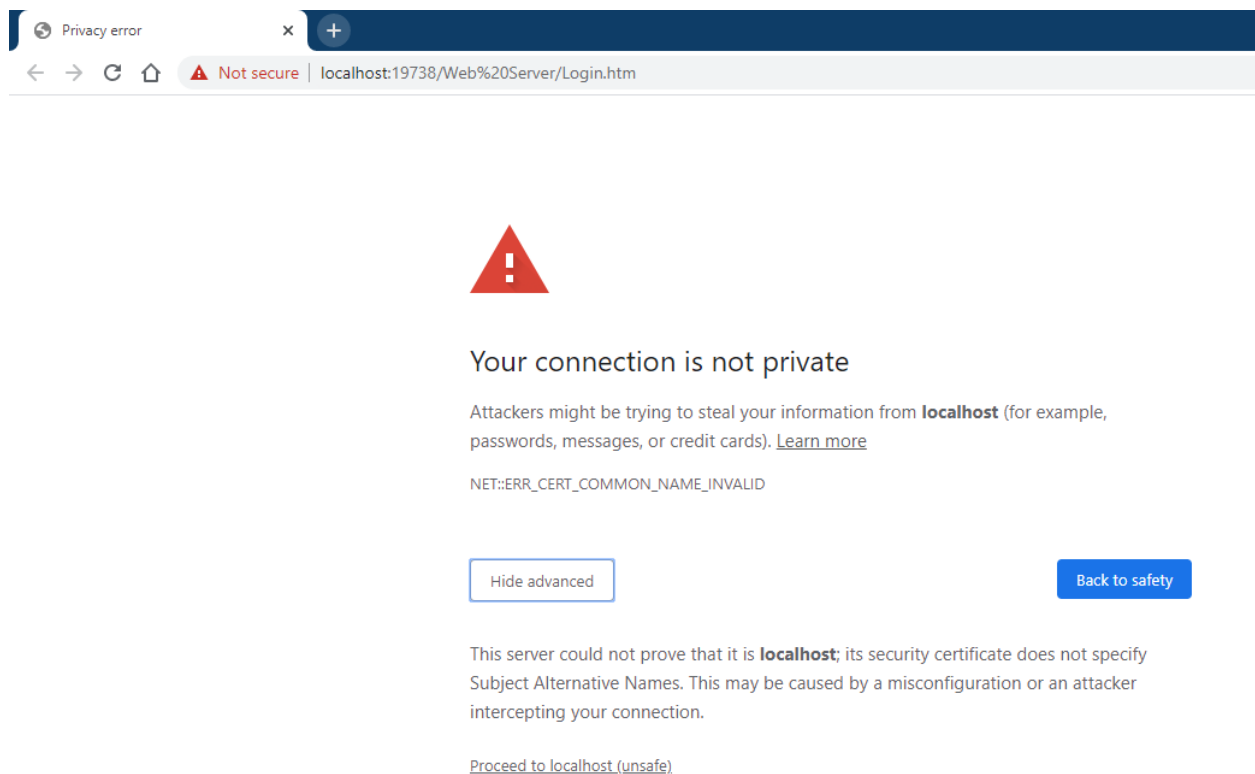 Privacy error
Not secure | localhost:19738/Web%20Server/Login.htm
Your connection is not private
Attackers might be trying to steal your information from localhost (for example,
passwords, messages, or credit cards). Learn more
NET::ERR_CERT_COMMON_NAME_INVALID
Hide advanced
Back to safety
This server could not prove that it is localhost; its security certificate does not specify
Subject Alternative Names. This may be caused by a misconfiguration or an attacker
intercepting your connection.
Proceed to localhost (unsafe)